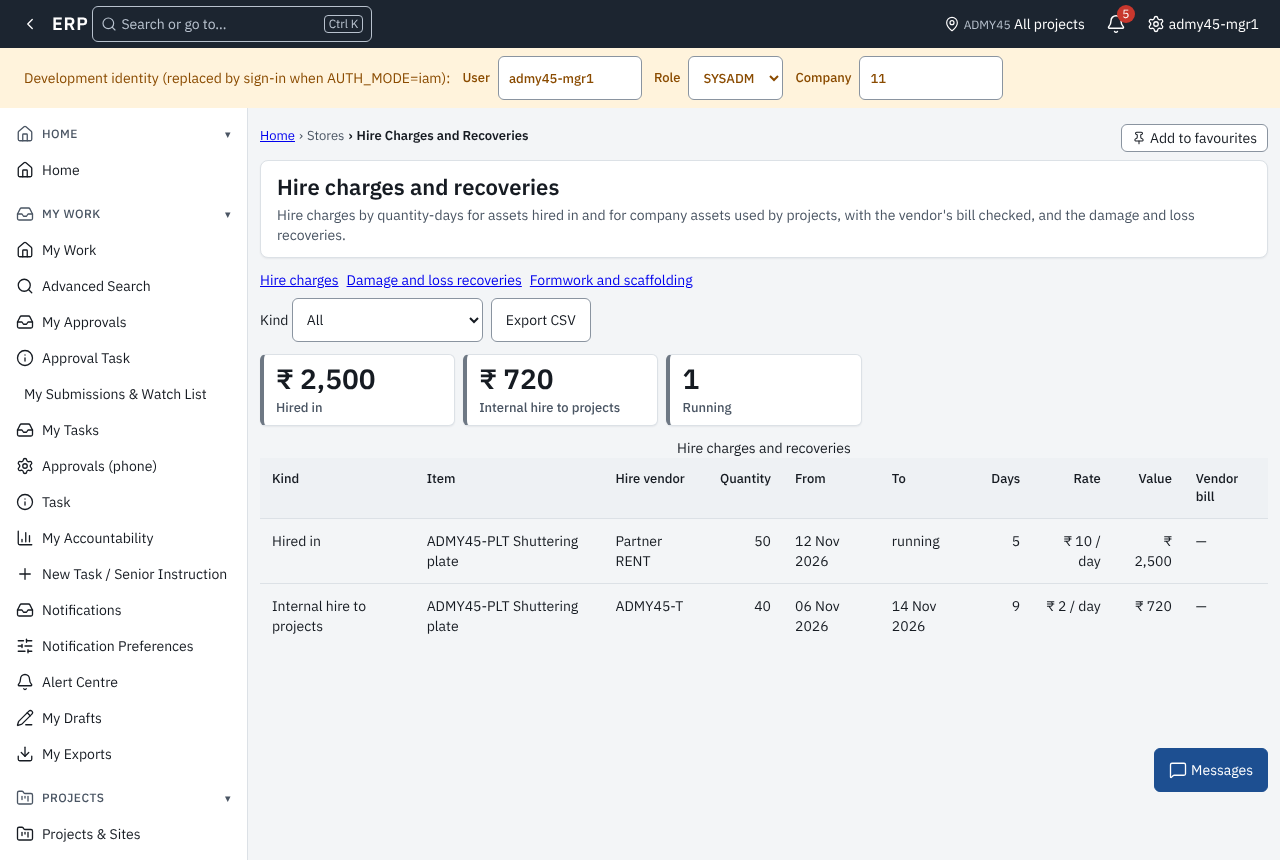 ERP
Search or go to...
Ctrl K
ADMY45 All projects
5
admy45-mgr1
Development identity (replaced by sign-in when AUTH_MODE=iam):
User
admy45-mgr1
Role
SYSADM
Company
11
HOME
Home
MY WORK
My Work
Advanced Search
My Approvals
Approval Task
My Submissions & Watch List
My Tasks
Approvals (phone)
Task
My Accountability
New Task / Senior Instruction
Notifications
Notification Preferences
Alert Centre
My Drafts
My Exports
PROJECTS
Projects & Sites
Home › Stores › Hire Charges and Recoveries
Add to favourites
Hire charges and recoveries
Hire charges by quantity-days for assets hired in and for company assets used by projects, with the vendor's bill checked, and the damage and loss
recoveries.
Hire charges Damage and loss recoveries Formwork and scaffolding
Kind
All
Export CSV
₹ 2,500
Hired in
₹ 720
Internal hire to projects
1
Running
Hire charges and recoveries
Kind Item Hire vendor Quantity From To Days Rate Value Vendor
bill
Hired in ADMY45-PLT Shuttering Partner 50 12 Nov running 5 ₹ 10 / ₹ —
plate RENT 2026 day 2,500
Internal hire to ADMY45-PLT Shuttering ADMY45-T 40 06 Nov 14 Nov 9 ₹ 2 / day ₹ 720 —
projects plate 2026 2026
Messages